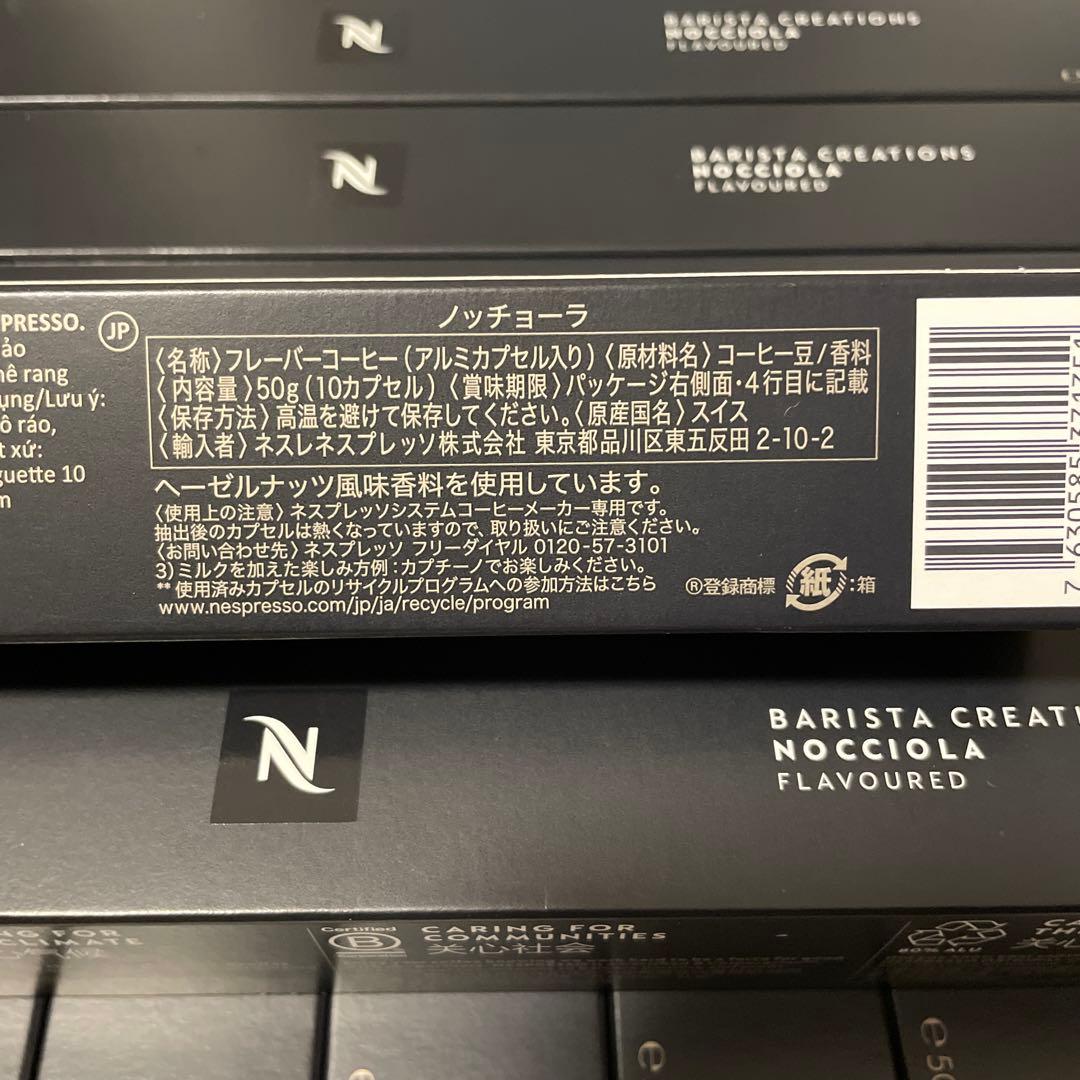 BARISTA CREATIONS
NOCCIOLA
FLAVOURED
BARISTA CREATIONS
NOCCIOLA
FLAVOURED
PRESSO.
ảo
hê rang
ụng/Lưu ý:
ô ráo,
t xứ:
guette 10
m
JP
ノッチョーラ
〈名称〉フレーバーコーヒー(アルミカプセル入り)〈原材料名〉コーヒー豆/香料
〈内容量〉50g(10カプセル)〈賞味期限〉パッケージ右側面・4行目に記載
〈保存方法〉高温を避けて保存してください。〈原産国名〉スイス
〈輸入者〉ネスレネスプレッソ株式会社 東京都品川区東五反田 2-10-2
ヘーゼルナッツ風味香料を使用しています。
〈使用上の注意〉ネスプレッソシステムコーヒーメーカー専用です。
抽出後のカプセルは熱くなっていますので、取り扱いにご注意ください。
〈お問い合わせ先〉ネスプレッソ フリーダイヤル 0120-57-3101
3)ミルクを加えた楽しみ方例:カプチーノでお楽しみください。
** 使用済みカプセルのリサイクルプログラムへの参加方法はこちら
www.nespresso.com/jp/ja/recycle/program
®登録商標 紙:箱
N
BARISTA CREATI
NOCCIOLA
FLAVOURED
NG FOR
CLIMATE
Certified
B
CARING FOR
COMMUNITIES
关心社会
e
e 50